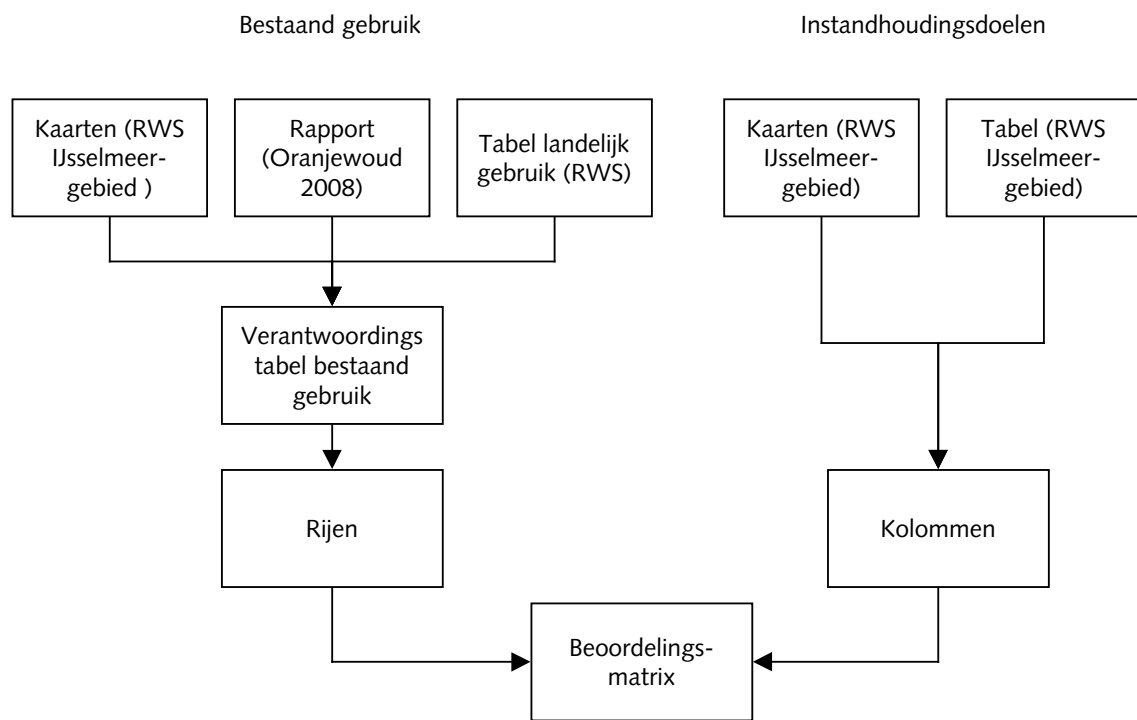 Bestaand gebruik
Instandhoudingsdoelen
Kaarten (RWS
IJsselmeer-
gebied )
Rapport
(Oranjewoud
2008)
Tabel landelijk
gebruik (RWS)
Kaarten (RWS
IJsselmeer-
gebied)
Tabel (RWS
IJsselmeer-
gebied)
Verantwoordings
tabel bestaand
gebruik
Rijen
Kolommen
Beoordelings-
matrix